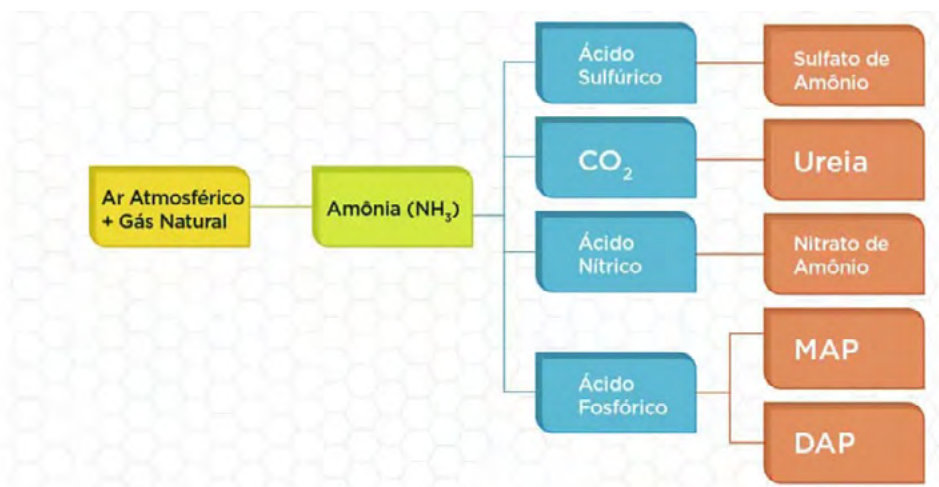 Ar Atmosférico
+ Gás Natural
Amônia (NH₃)
Ácido
Sulfúrico
Sulfato de
Amônio
CO₂
Ureia
Ácido
Nítrico
Nitrato de
Amônio
Ácido
Fosfórico
MAP
DAP